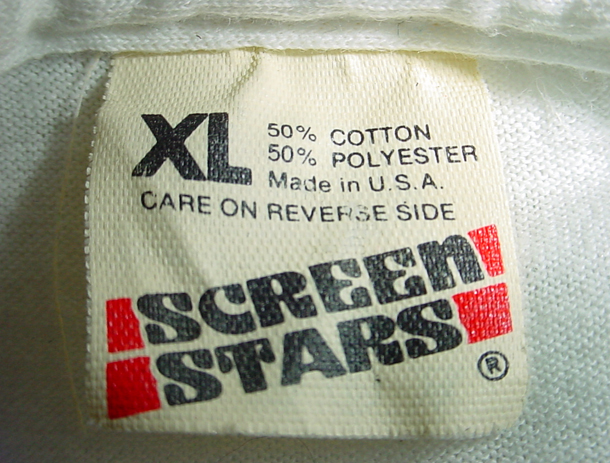 XL
50% COTTON
50% POLYESTER
Made in U.S.A.
CARE ON REVERSE SIDE
SCREEN
STARS
®